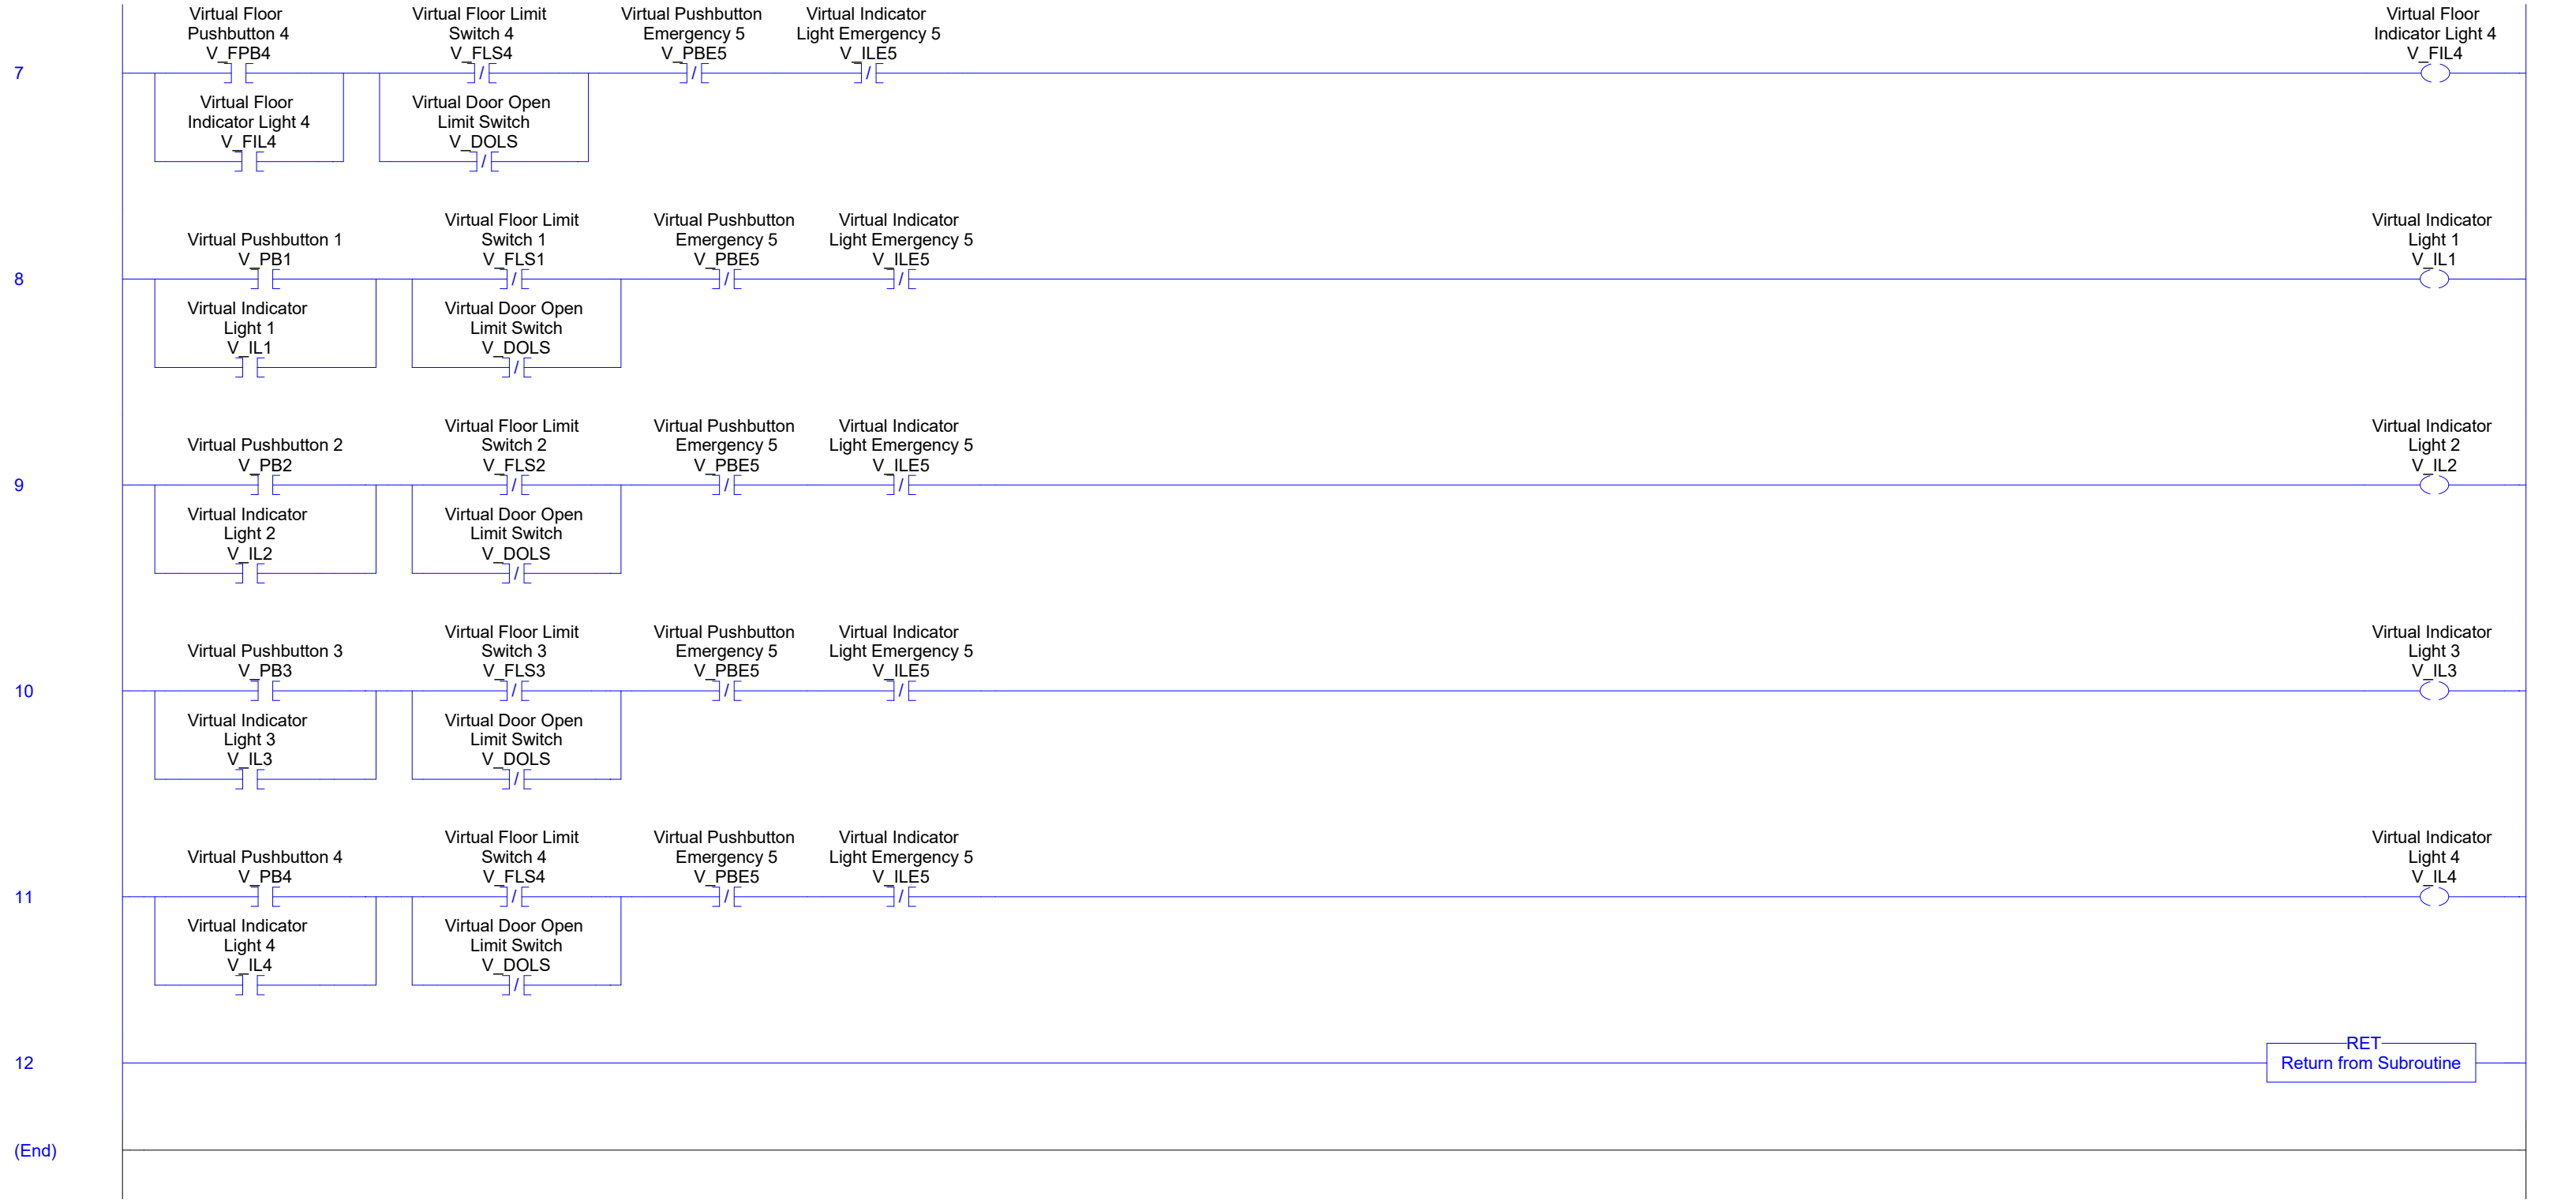 Virtual Floor
Pushbutton 4
V_FPB4
Virtual Floor Limit
Switch 4
V_FLS4
Virtual Pushbutton
Emergency 5
V_PBE5
Virtual Indicator
Light Emergency 5
V_ILE5
Virtual Floor
Indicator Light 4
V_FIL4
7
Virtual Floor
Indicator Light 4
V_FIL4
Virtual Door Open
Limit Switch
V_DOLS
Virtual Pushbutton 1
V_PB1
Virtual Floor Limit
Switch 1
V_FLS1
Virtual Pushbutton
Emergency 5
V_PBE5
Virtual Indicator
Light Emergency 5
V_ILE5
Virtual Indicator
Light 1
V_IL1
8
Virtual Indicator
Light 1
V_IL1
Virtual Door Open
Limit Switch
V_DOLS
Virtual Pushbutton 2
V_PB2
Virtual Floor Limit
Switch 2
V_FLS2
Virtual Pushbutton
Emergency 5
V_PBE5
Virtual Indicator
Light Emergency 5
V_ILE5
Virtual Indicator
Light 2
V_IL2
9
Virtual Indicator
Light 2
V_IL2
Virtual Door Open
Limit Switch
V_DOLS
Virtual Pushbutton 3
V_PB3
Virtual Floor Limit
Switch 3
V_FLS3
Virtual Pushbutton
Emergency 5
V_PBE5
Virtual Indicator
Light Emergency 5
V_ILE5
Virtual Indicator
Light 3
V_IL3
10
Virtual Indicator
Light 3
V_IL3
Virtual Door Open
Limit Switch
V_DOLS
Virtual Pushbutton 4
V_PB4
Virtual Floor Limit
Switch 4
V_FLS4
Virtual Pushbutton
Emergency 5
V_PBE5
Virtual Indicator
Light Emergency 5
V_ILE5
Virtual Indicator
Light 4
V_IL4
11
Virtual Indicator
Light 4
V_IL4
Virtual Door Open
Limit Switch
V_DOLS
12
RET
Return from Subroutine
(End)